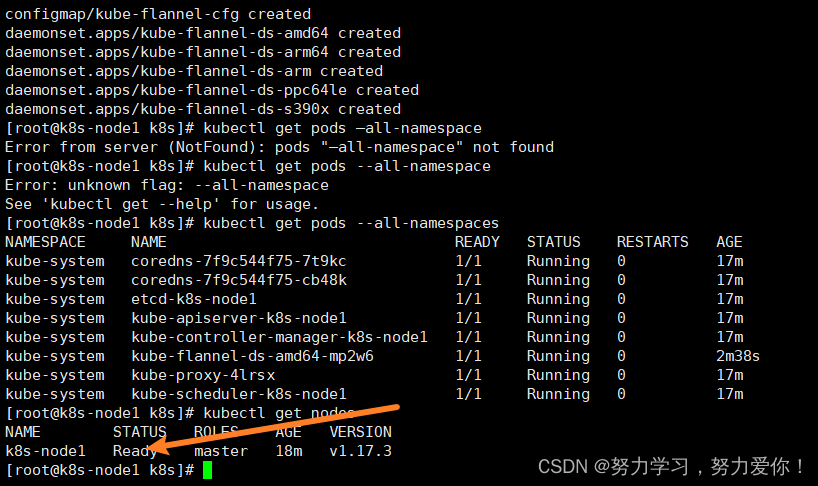 configmap/kube-flannel-cfg created
daemonset.apps/kube-flannel-ds-amd64 created
daemonset.apps/kube-flannel-ds-arm64 created
daemonset.apps/kube-flannel-ds-arm created
daemonset.apps/kube-flannel-ds-ppc64le created
daemonset.apps/kube-flannel-ds-s390x created
[root@k8s-node1 k8s]# kubectl get pods —all-namespace
Error from server (NotFound): pods "—all-namespace" not found
[root@k8s-node1 k8s]# kubectl get pods --all-namespace
Error: unknown flag: --all-namespace
See 'kubectl get --help' for usage.
[root@k8s-node1 k8s]# kubectl get pods --all-namespaces
NAMESPACE     NAME                                READY   STATUS    RESTARTS   AGE
kube-system   coredns-7f9c544f75-7t9kc            1/1     Running   0          17m
kube-system   coredns-7f9c544f75-cb48k            1/1     Running   0          17m
kube-system   etcd-k8s-node1                      1/1     Running   0          17m
kube-system   kube-apiserver-k8s-node1            1/1     Running   0          17m
kube-system   kube-controller-manager-k8s-node1   1/1     Running   0          17m
kube-system   kube-flannel-ds-amd64-mp2w6         1/1     Running   0          2m38s
kube-system   kube-proxy-4lrsx                    1/1     Running   0          17m
kube-system   kube-scheduler-k8s-node1            1/1     Running   0          17m
[root@k8s-node1 k8s]# kubectl get nodes
NAME        STATUS   ROLES    AGE   VERSION
k8s-node1   Ready    master   18m   v1.17.3
[root@k8s-node1 k8s]#
CSDN @努力学习，努力爱你！